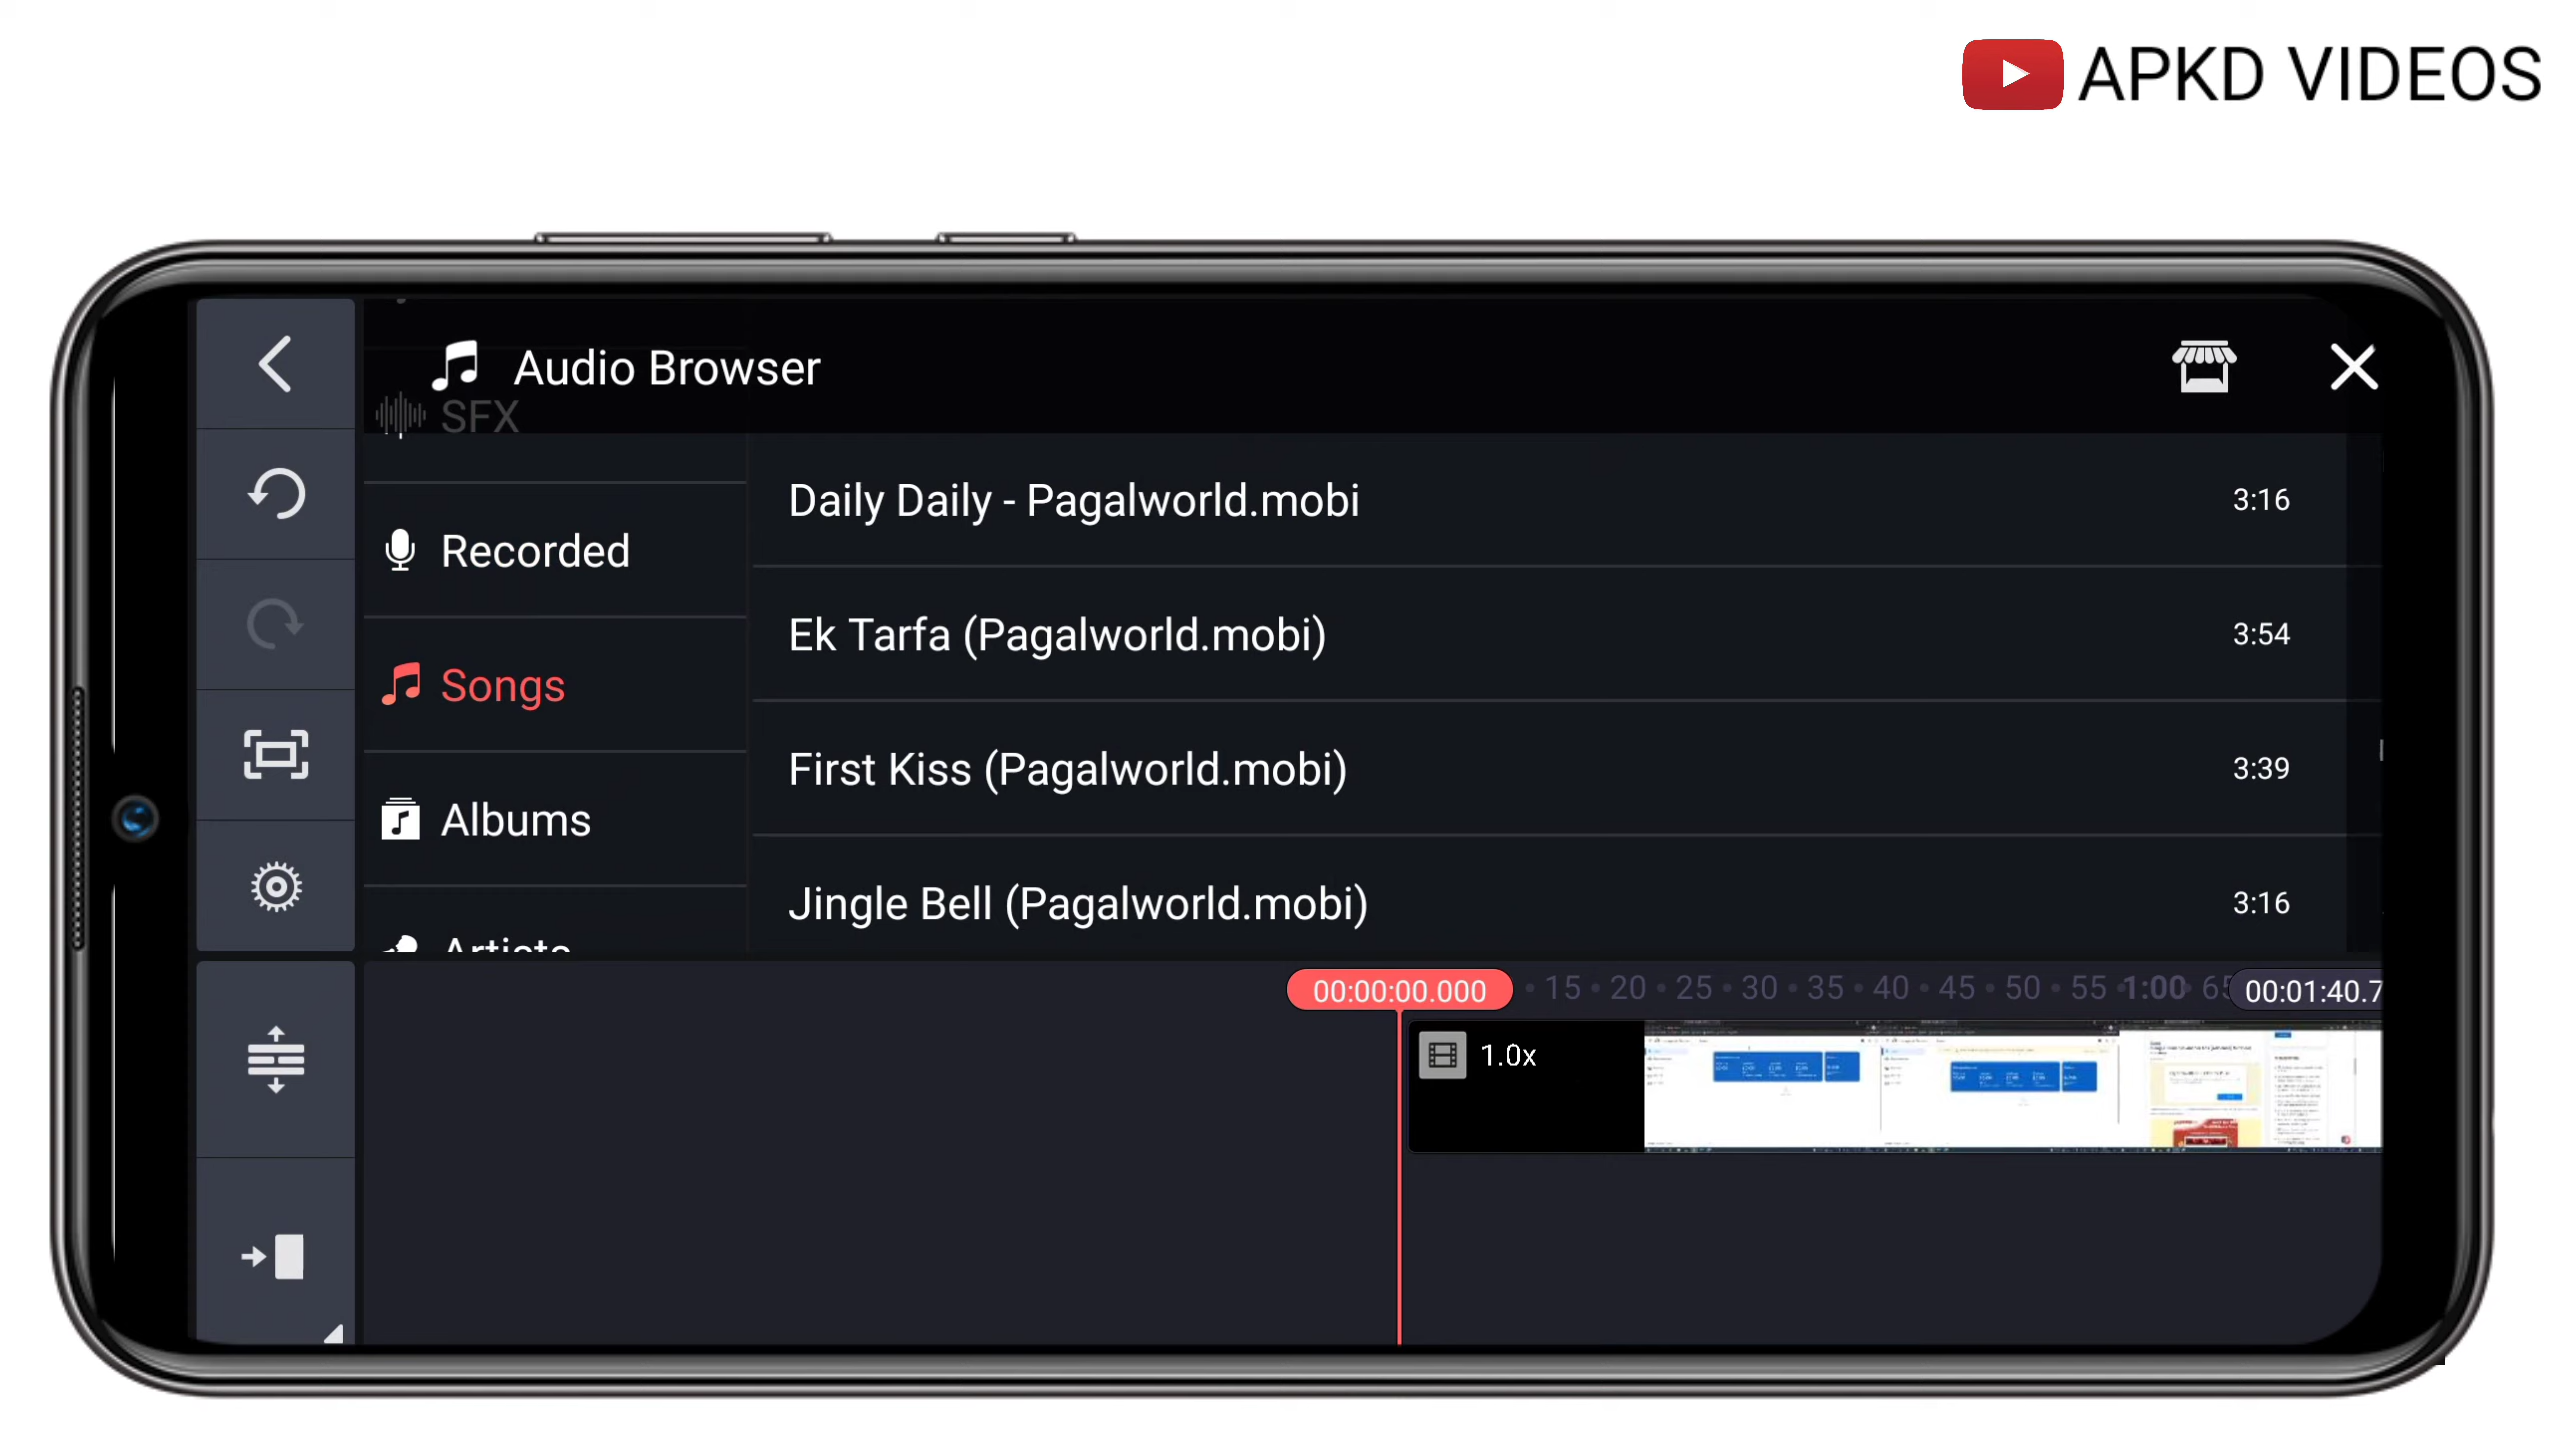 APKD VIDEOS
Audio Browser
SFX
Recorded
Songs
Albums
Artists
Daily Daily - Pagalworld.mobi 3:16
Ek Tarfa (Pagalworld.mobi) 3:54
First Kiss (Pagalworld.mobi) 3:39
Jingle Bell (Pagalworld.mobi) 3:16
00:00:00.000 15 20 25 30 35 40 45 50 55 1:00 65 00:01:40.7
1.0x